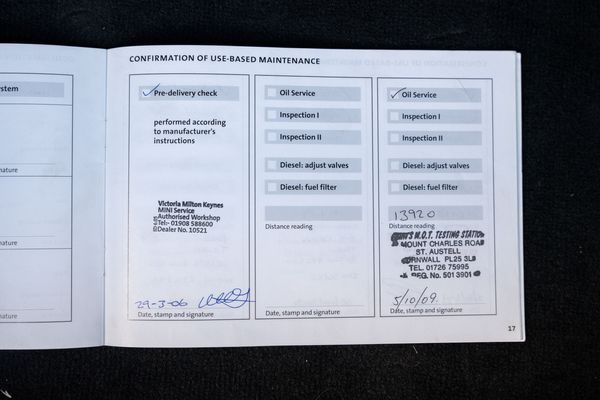 CONFIRMATION OF USE-BASED MAINTENANCE
stem
gnature
gnature
gnature
Pre-delivery check
performed according
to manufacturer's
instructions
Victoria Milton Keynes
MINI Service
Authorised Workshop
Tel:- 01908 588600
Dealer No. 10521
29-3-06
Date, stamp and signature
Oil Service
Inspection I
Inspection II
Diesel: adjust valves
Diesel: fuel filter
Distance reading
Date, stamp and signature
Oil Service
Inspection I
Inspection II
Diesel: adjust valves
Diesel: fuel filter
13920
Distance reading
M.O.T. TESTING STATION
MOUNT CHARLES ROAD
ST. AUSTELL
CORNWALL PL25 3LB
TEL. 01726 75995
REG. No. 501 3901
5/10/09.
Date, stamp and signature
17